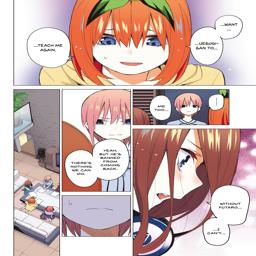 ...WANT
...
...UESUGI-
SAN TO...
...TEACH ME
AGAIN.
!
ME
TOO...
WITHOUT
FUTARO...
...I
CAN'T...
YEAH,
BUT HE'S
BANNED
FROM
COMING
BACK.
THERE'S
NOTHING
WE CAN
DO.